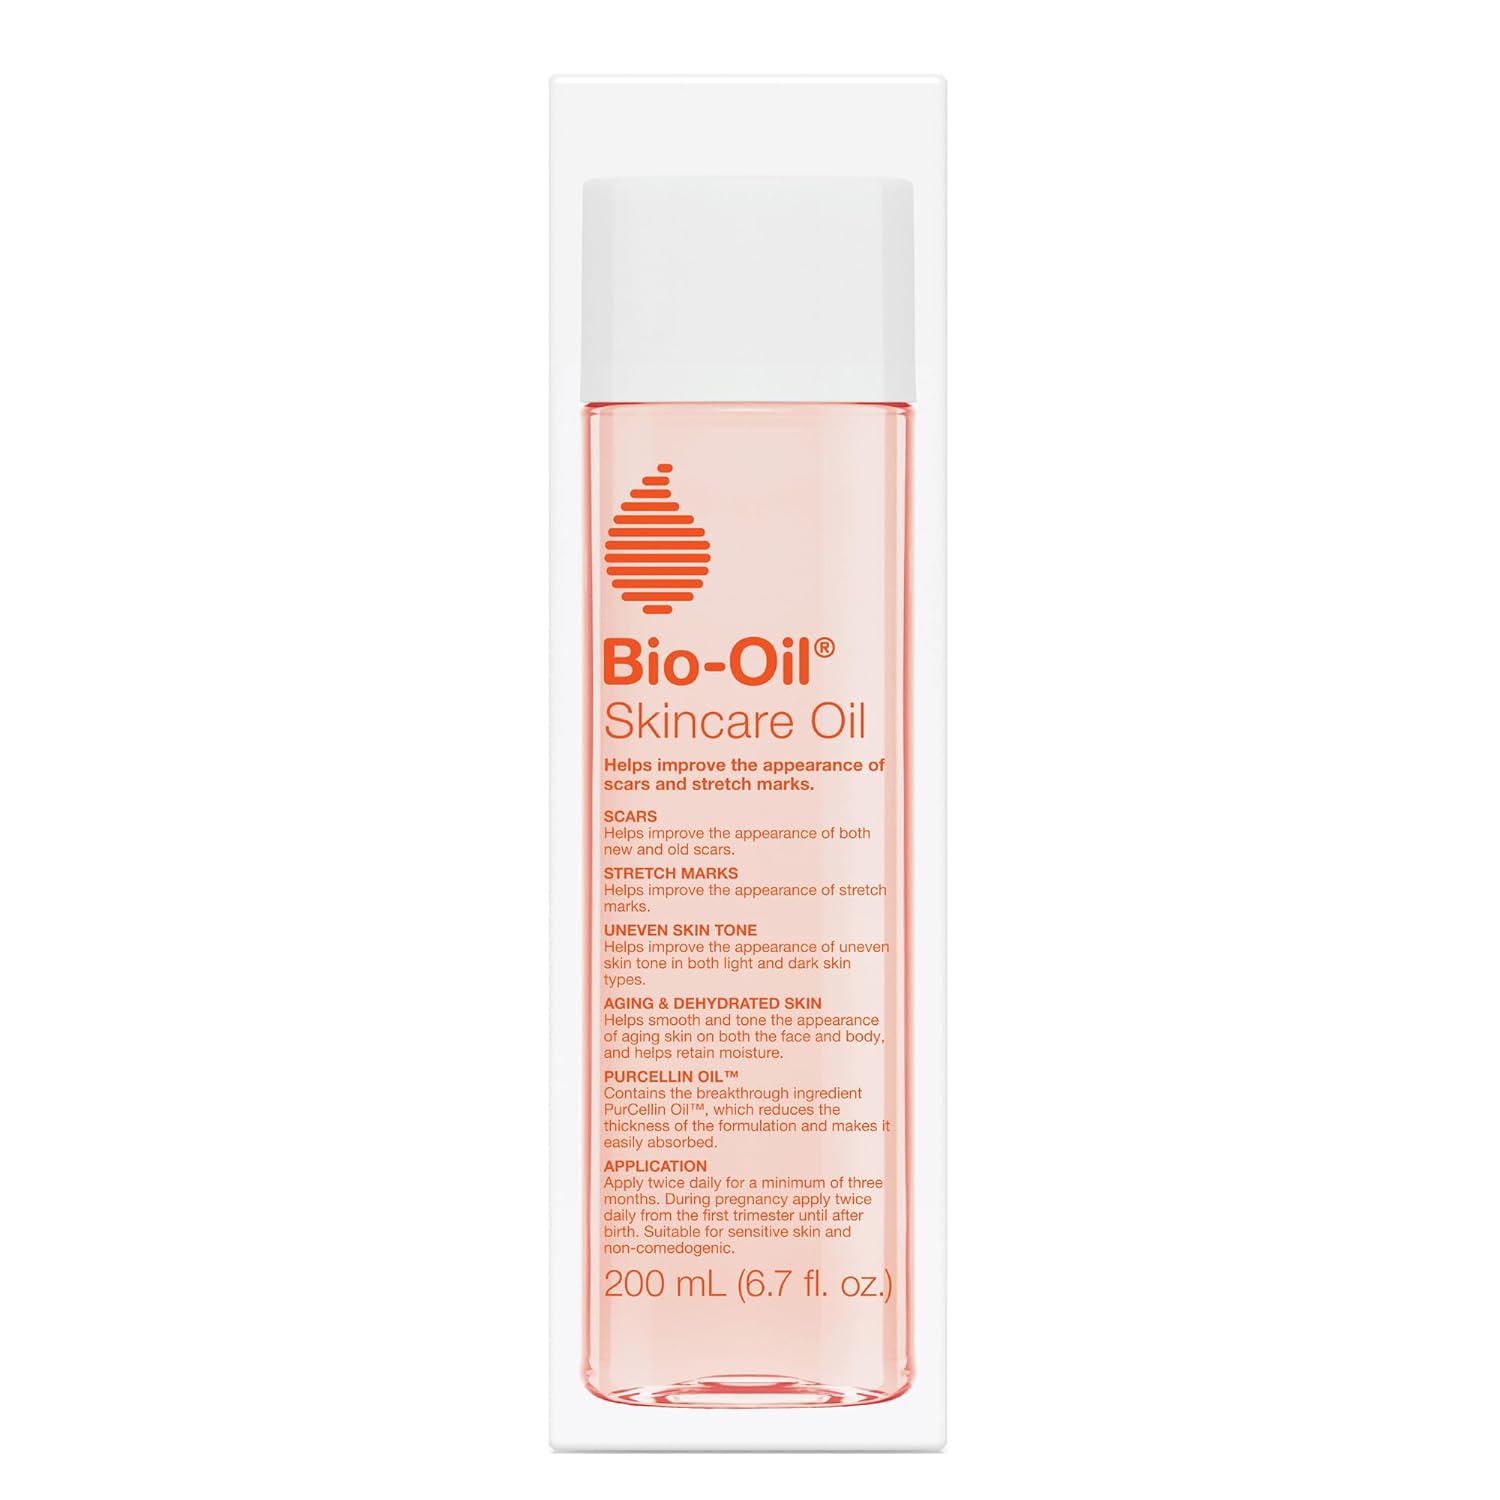 Bio-Oil®
Skincare Oil
Helps improve the appearance of
scars and stretch marks.
SCARS
Helps improve the appearance of both
new and old scars.
STRETCH MARKS
Helps improve the appearance of stretch
marks.
UNEVEN SKIN TONE
Helps improve the appearance of uneven
skin tone in both light and dark skin
types.
AGING & DEHYDRATED SKIN
Helps smooth and tone the appearance
of aging skin on both the face and body,
and helps retain moisture.
PURCELLIN OIL™
Contains the breakthrough ingredient
PurCellin Oil™, which reduces the
thickness of the formulation and makes it
easily absorbed.
APPLICATION
Apply twice daily for a minimum of three
months. During pregnancy apply twice
daily from the first trimester until after
birth. Suitable for sensitive skin and
non-comedogenic.
200 mL (6.7 fl. oz.)